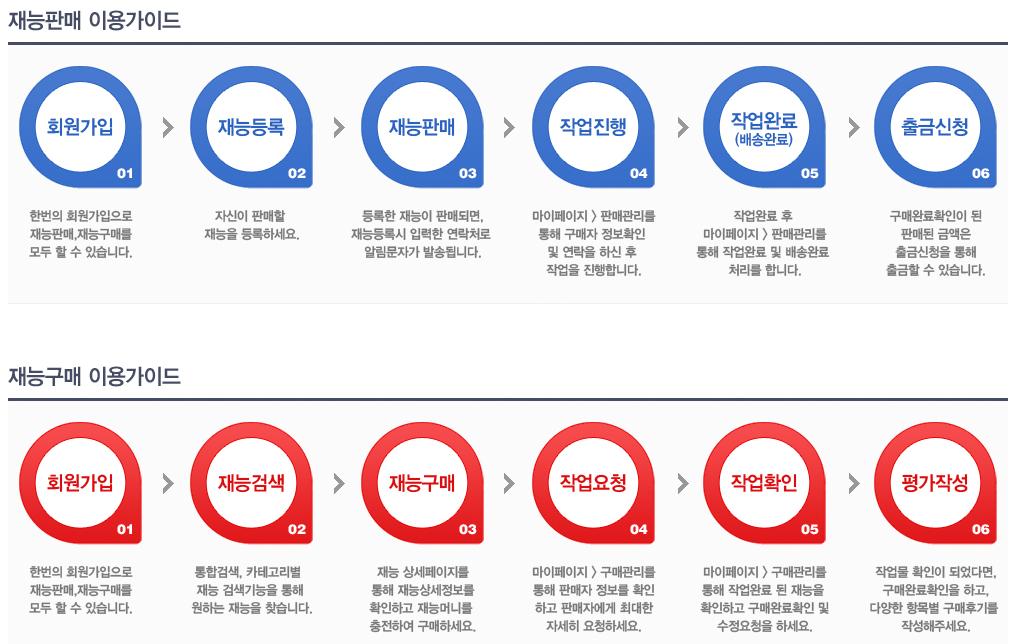 재능판매 이용가이드
회원가입
01
한번의 회원가입으로
재능판매,재능구매를
모두 할 수 있습니다.
재능등록
02
자신이 판매할
재능을 등록하세요.
재능판매
03
등록한 재능이 판매되면,
재능등록시 입력한 연락처로
알림문자가 발송됩니다.
작업진행
04
마이페이지 > 판매관리를
통해 구매자 정보확인
및 연락을 하신 후
작업을 진행합니다.
작업완료
(배송완료)
05
작업완료 후
마이페이지 > 판매관리를
통해 작업완료 및 배송완료
처리를 합니다.
출금신청
06
구매완료확인이 된
판매된 금액은
출금신청을 통해
출금할 수 있습니다.
재능구매 이용가이드
회원가입
01
한번의 회원가입으로
재능판매,재능구매를
모두 할 수 있습니다.
재능검색
02
통합검색, 카테고리별
재능 검색기능을 통해
원하는 재능을 찾습니다.
재능구매
03
재능 상세페이지를
통해 재능상세정보를
확인하고 재능머니를
충전하여 구매하세요.
작업요청
04
마이페이지 > 구매관리를
통해 판매자 정보를 확인
하고 판매자에게 최대한
자세히 요청하세요.
작업확인
05
마이페이지 > 구매관리를
통해 작업완료 된 재능을
확인하고 구매완료확인 및
수정요청을 하세요.
평가작성
06
작업물 확인이 되었다면,
구매완료확인을 하고,
다양한 항목별 구매후기를
작성해주세요.